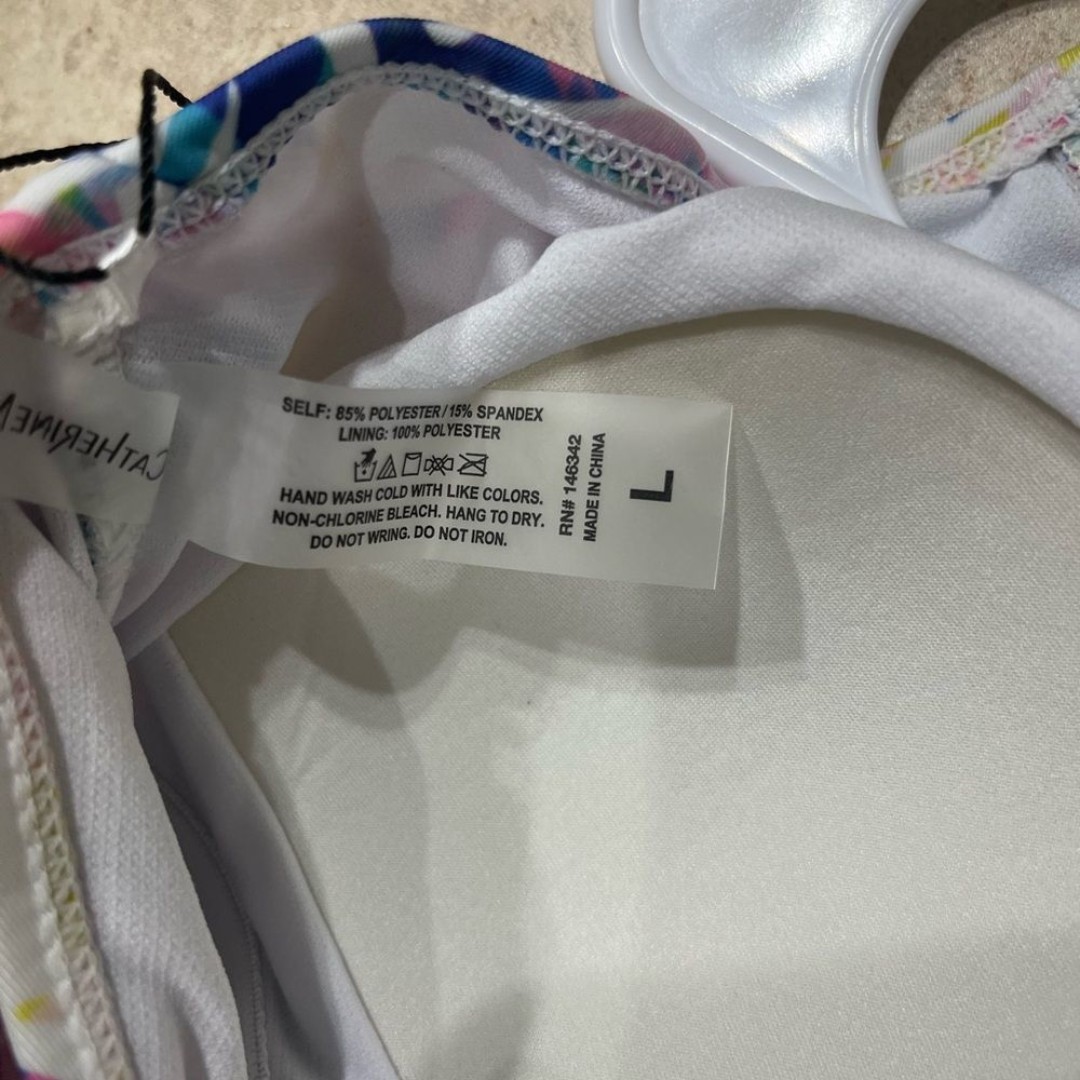 SELF: 85% POLYESTER / 15% SPANDEX
LINING: 100% POLYESTER
HAND WASH COLD WITH LIKE COLORS.
NON-CHLORINE BLEACH. HANG TO DRY.
DO NOT WRING. DO NOT IRON.
RN# 146342
MADE IN CHINA
L
CATHERINE